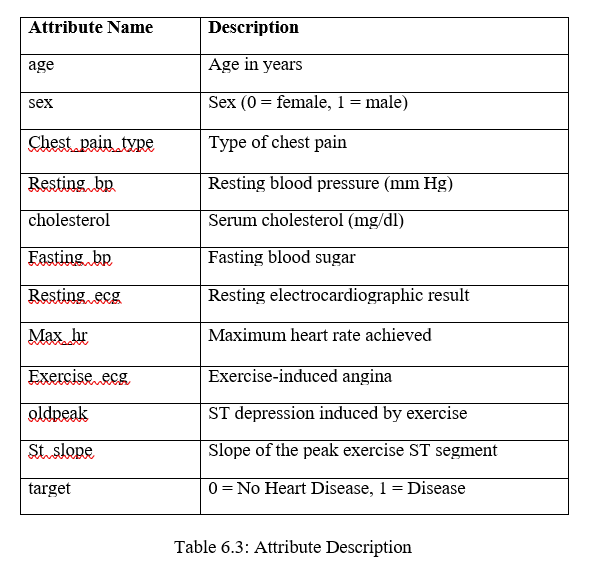 Attribute Name Description
age Age in years
sex Sex (0 = female, 1 = male)
Chest_pain_type Type of chest pain
Resting_bp Resting blood pressure (mm Hg)
cholesterol Serum cholesterol (mg/dl)
Fasting_bp Fasting blood sugar
Resting_ecg Resting electrocardiographic result
Max_hr Maximum heart rate achieved
Exercise_ecg Exercise-induced angina
oldpeak ST depression induced by exercise
St_slope Slope of the peak exercise ST segment
target 0 = No Heart Disease, 1 = Disease
Table 6.3: Attribute Description